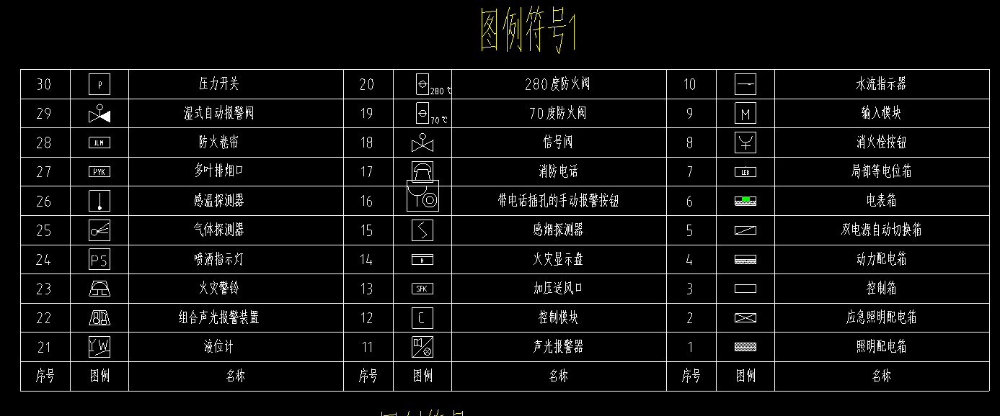 图例符号1
30 P 压力开关 20 280℃ 280度防火阀 10 水流指示器
29 湿式自动报警阀 19 70℃ 70度防火阀 9 M 输入模块
28 JLM 防火卷帘 18 信号阀 8 消火栓按钮
27 PYK 多叶排烟口 17 消防电话 7 LEB 局部等电位箱
26 感温探测器 16 带电话插孔的手动报警按钮 6 电表箱
25 气体探测器 15 感烟探测器 5 双电源自动切换箱
24 PS 喷洒指示灯 14 火灾显示盘 4 动力配电箱
23 火灾警铃 13 SFK 加压送风口 3 控制箱
22 组合声光报警装置 12 C 控制模块 2 应急照明配电箱
21 YW 液位计 11 声光报警器 1 照明配电箱
序号 图例 名称 序号 图例 名称 序号 图例 名称